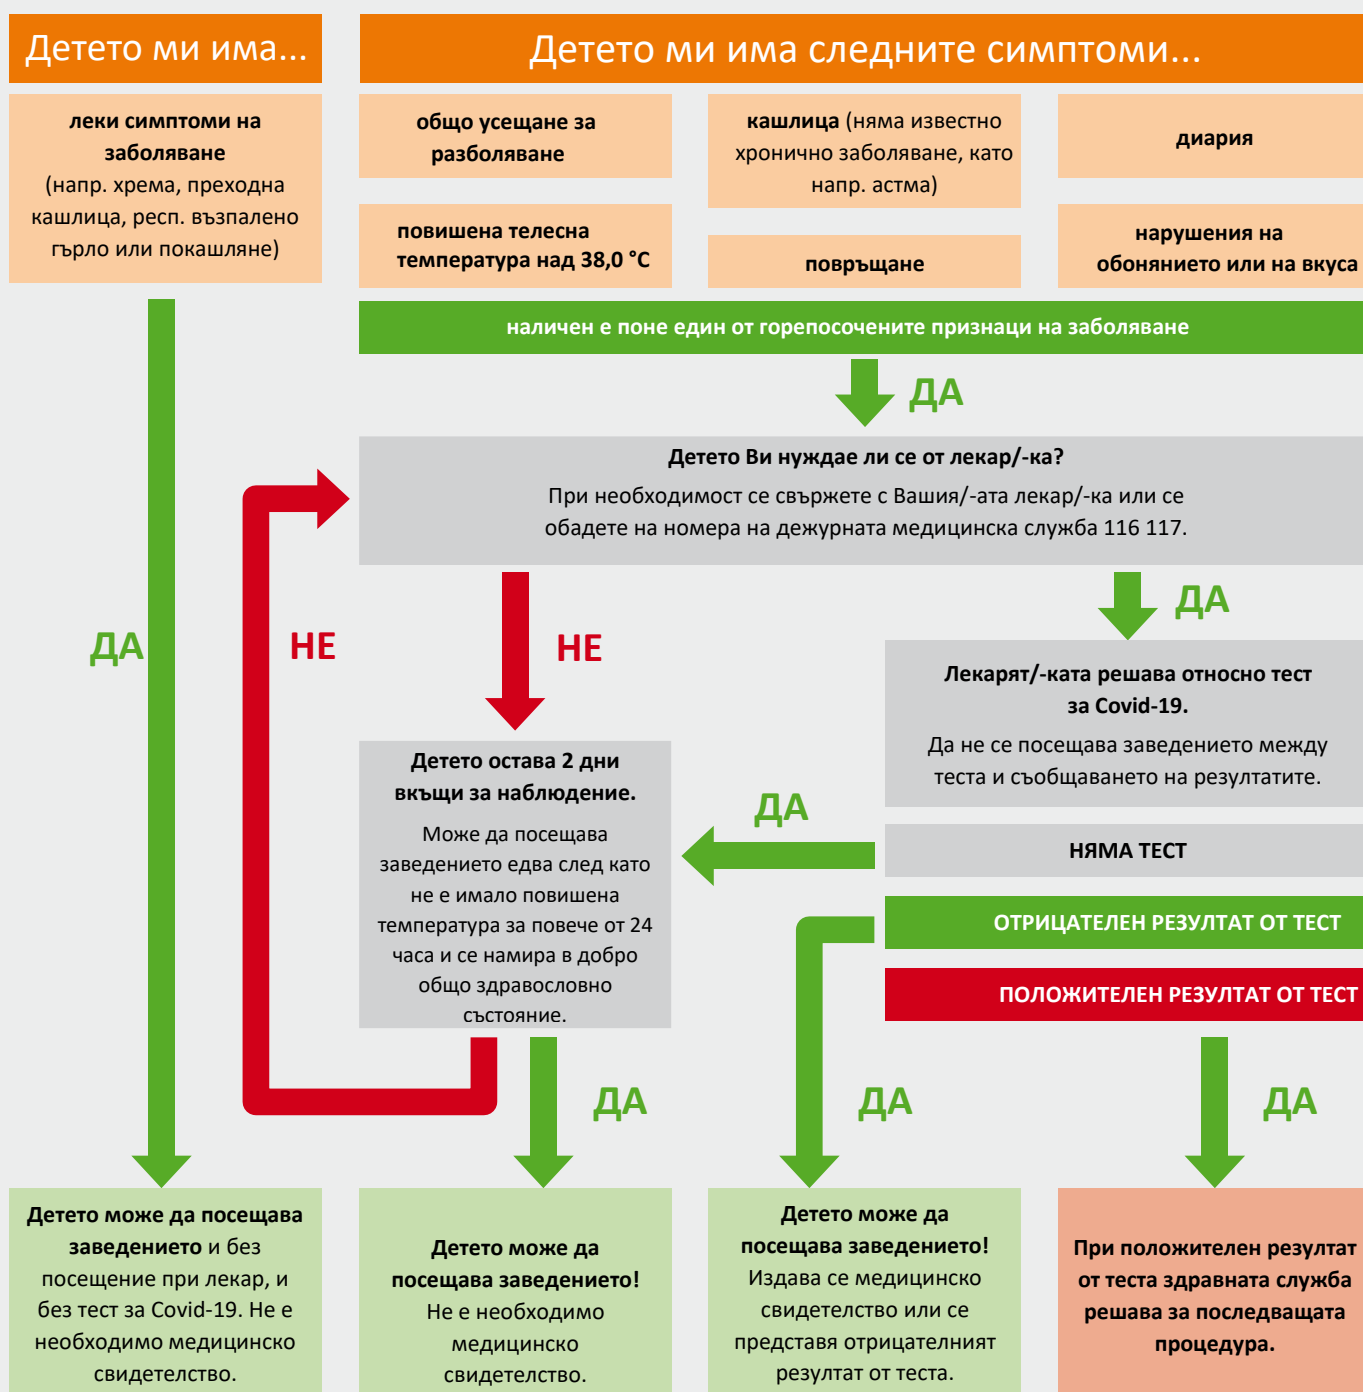 Детето ми има...
леки симптоми на
заболяване
(напр. хрема, преходна
кашлица, респ. възпалено
гърло или покашляне)
Детето ми има следните симптоми...
общо усещане за
разболяване
кашлица (няма известно
хронично заболяване, като
напр. астма)
диария
повишена телесна
температура над 38,0 °C
повръщане
нарушения на
обонянието или на вкуса
наличен е поне един от горепосочените признаци на заболяване
ДА
Детето Ви нуждае ли се от лекар/-ка?
При необходимост се свържете с Вашия/-ата лекар/-ка или се
обадете на номера на дежурната медицинска служба 116 117.
ДА
НЕ
НЕ
ДА
Лекарят/-ката решава относно тест
за Covid-19.
Да не се посещава заведението между
теста и съобщаването на резултатите.
Детето остава 2 дни
вкъщи за наблюдение.
Може да посещава
заведението едва след като
не е имало повишена
температура за повече от 24
часа и се намира в добро
общо здравословно
състояние.
ДА
НЯМА ТЕСТ
ОТРИЦАТЕЛЕН РЕЗУЛТАТ ОТ ТЕСТ
ПОЛОЖИТЕЛЕН РЕЗУЛТАТ ОТ ТЕСТ
ДА
ДА
ДА
Детето може да посещава
заведението и без
посещение при лекар, и
без тест за Covid-19. Не е
необходимо медицинско
свидетелство.
Детето може да
посещава заведението!
Не е необходимо
медицинско
свидетелство.
Детето може да
посещава заведението!
Издава се медицинско
свидетелство или се
представя отрицателният
резултат от теста.
При положителен резултат
от теста здравната служба
решава за последващата
процедура.